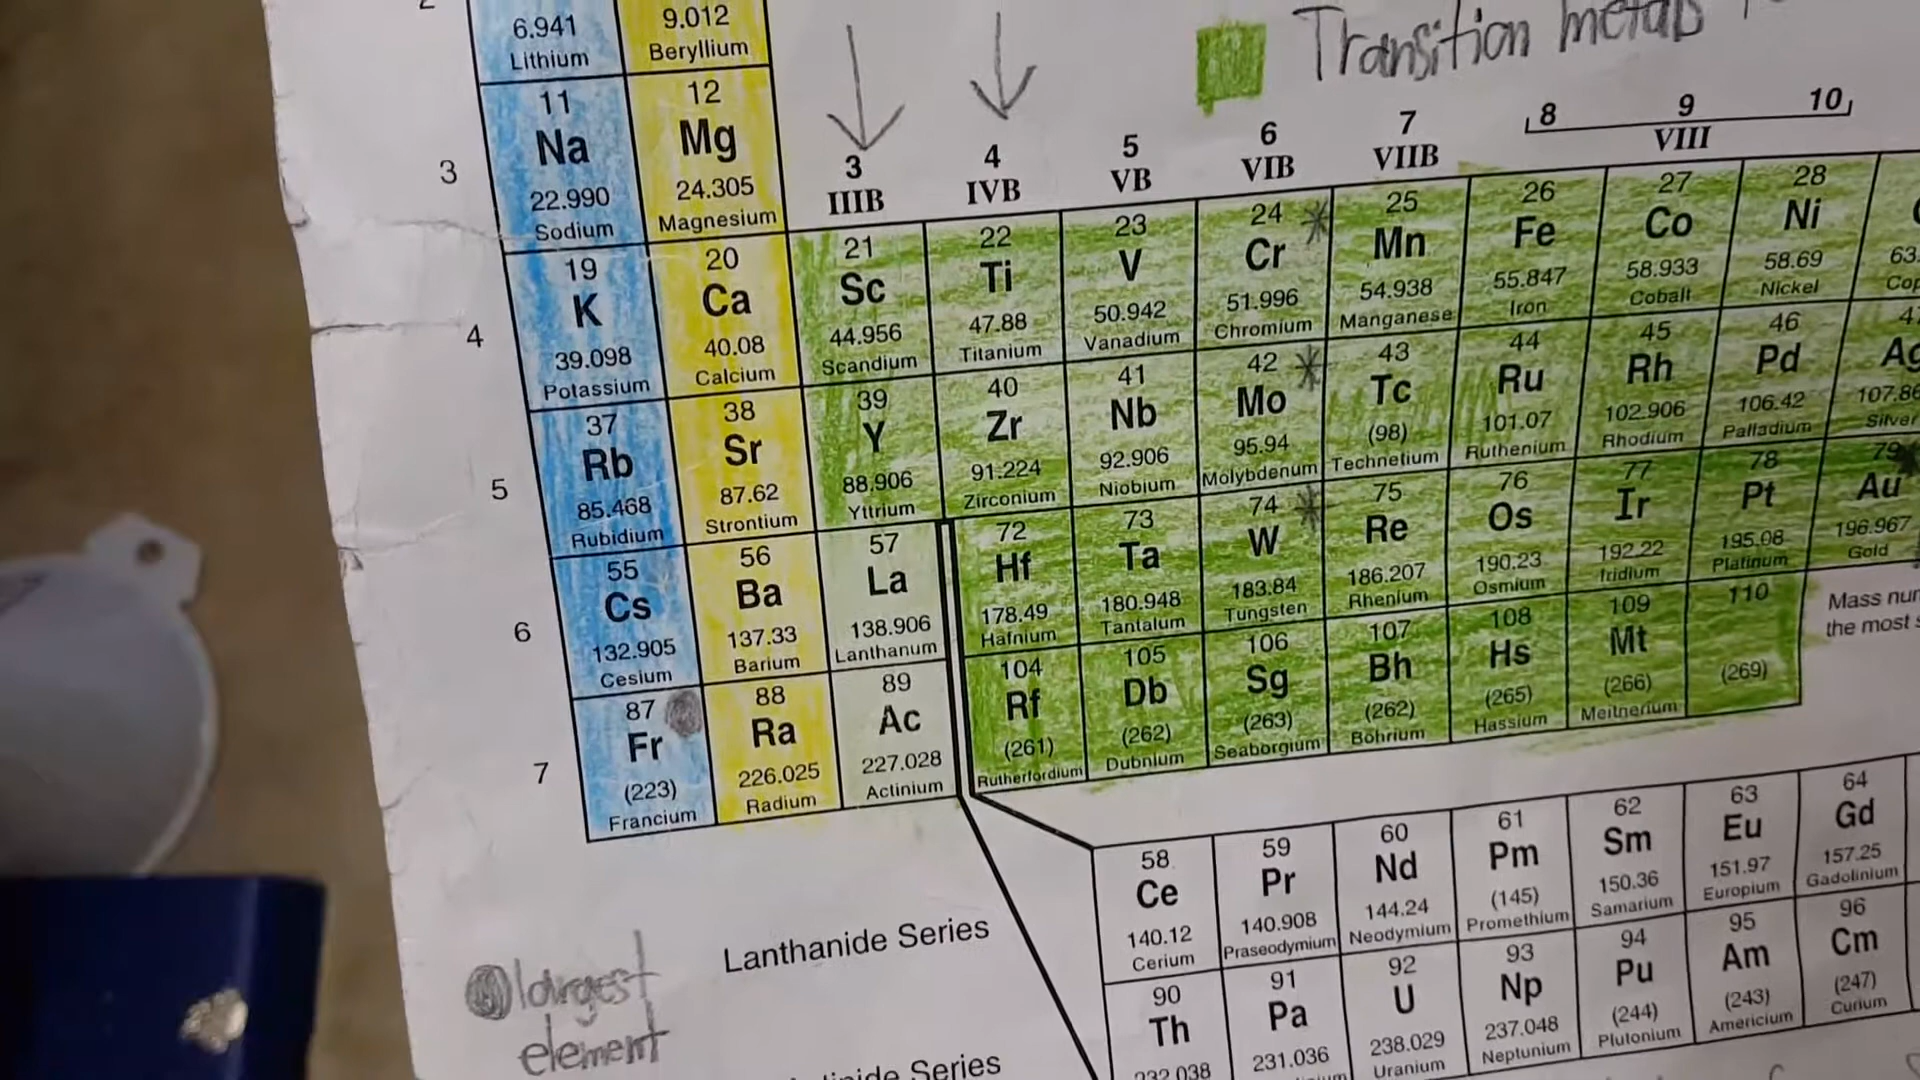 2
6.941
Lithium
9.012
Beryllium
Transition metals
11
Na
22.990
Sodium
12
Mg
24.305
Magnesium
3
3
IIIB
4
IVB
5
VB
6
VIB
7
VIIB
8 9 10
VIII
4
19
K
39.098
Potassium
20
Ca
40.08
Calcium
21
Sc
44.956
Scandium
22
Ti
47.88
Titanium
23
V
50.942
Vanadium
24
Cr
51.996
Chromium
25
Mn
54.938
Manganese
26
Fe
55.847
Iron
27
Co
58.933
Cobalt
28
Ni
58.69
Nickel
5
37
Rb
85.468
Rubidium
38
Sr
87.62
Strontium
39
Y
88.906
Yttrium
40
Zr
91.224
Zirconium
41
Nb
92.906
Niobium
42
Mo
95.94
Molybdenum
43
Tc
(98)
Technetium
44
Ru
101.07
Ruthenium
45
Rh
102.906
Rhodium
46
Pd
106.42
Palladium
Ag
107.86
Silver
6
55
Cs
132.905
Cesium
56
Ba
137.33
Barium
57
La
138.906
Lanthanum
72
Hf
178.49
Hafnium
73
Ta
180.948
Tantalum
74
W
183.84
Tungsten
75
Re
186.207
Rhenium
76
Os
190.23
Osmium
77
Ir
192.22
Iridium
78
Pt
195.08
Platinum
79
Au
196.967
Gold
7
87
Fr
(223)
Francium
88
Ra
226.025
Radium
89
Ac
227.028
Actinium
104
Rf
(261)
Rutherfordium
105
Db
(262)
Dubnium
106
Sg
(263)
Seaborgium
107
Bh
(262)
Bohrium
108
Hs
(265)
Hassium
109
Mt
(266)
Meitnerium
110
(269)
Mass
the most
largest
element
Lanthanide Series
58
Ce
140.12
Cerium
59
Pr
140.908
Praseodymium
60
Nd
144.24
Neodymium
61
Pm
(145)
Promethium
62
Sm
150.36
Samarium
63
Eu
151.97
Europium
64
Gd
157.25
Gadolinium
Series
90
Th
232.038
91
Pa
231.036
92
U
238.029
Uranium
93
Np
237.048
Neptunium
94
Pu
(244)
Plutonium
95
Am
(243)
Americium
96
Cm
(247)
Curium